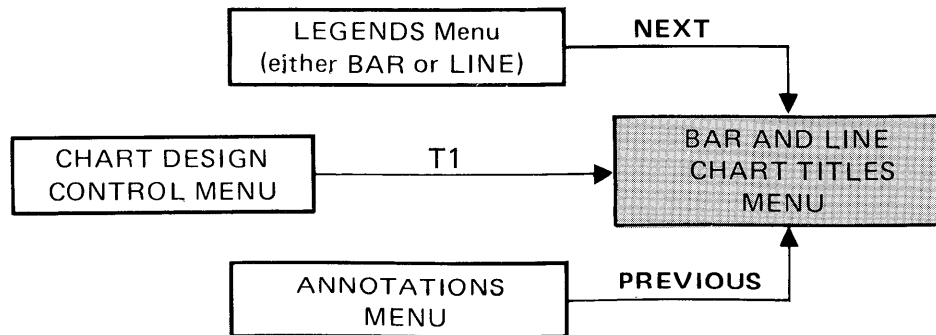 LEGENDS Menu
(either BAR or LINE)
NEXT
CHART DESIGN
CONTROL MENU
T1
BAR AND LINE
CHART TITLES
MENU
ANNOTATIONS
MENU
PREVIOUS